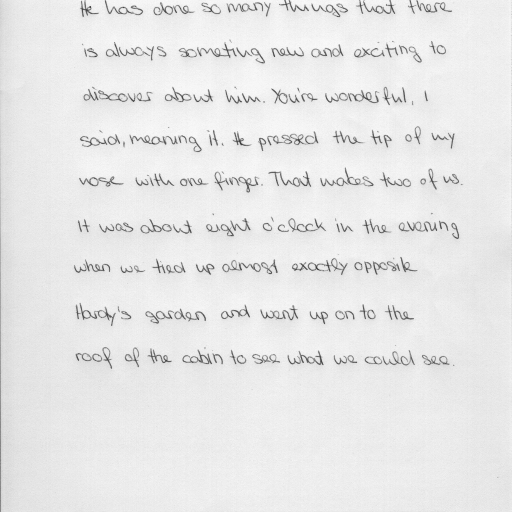 He has done so many things that there
is always someting new and exciting to
discover about him. You're wonderful, I
said, meaning it. He pressed the tip of my
nose with one finger. That makes two of us.
It was about eight o'clock in the evening
when we tied up almost exactly opposite
Hardy's garden and went up on to the
roof of the cabin to see what we could see.